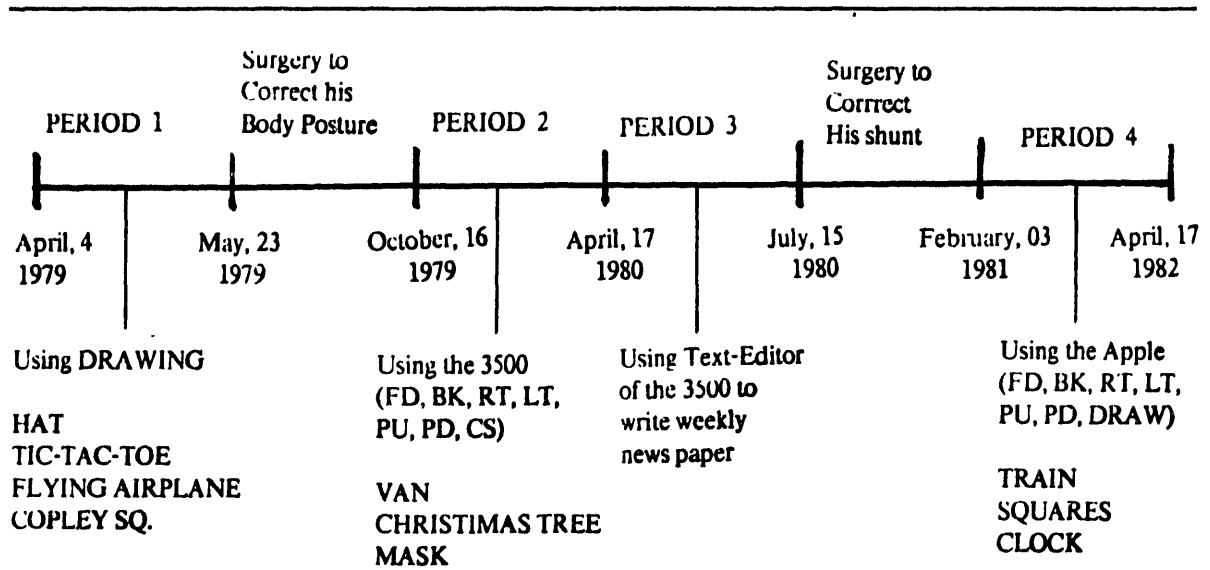 PERIOD 1
Surgery to
Correct his
Body Posture
PERIOD 2
PERIOD 3
Surgery to
Corrrect
His shunt
PERIOD 4
April, 4
1979
May, 23
1979
October, 16
1979
April, 17
1980
July, 15
1980
February, 03
1981
April, 17
1982
Using DRAWING
HAT
TIC-TAC-TOE
FLYING AIRPLANE
COPLEY SQ.
Using the 3500
(FD, BK, RT, LT,
PU, PD, CS)
VAN
CHRISTIMAS TREE
MASK
Using Text-Editor
of the 3500 to
write weekly
news paper
Using the Apple
(FD, BK, RT, LT,
PU, PD, DRAW)
TRAIN
SQUARES
CLOCK